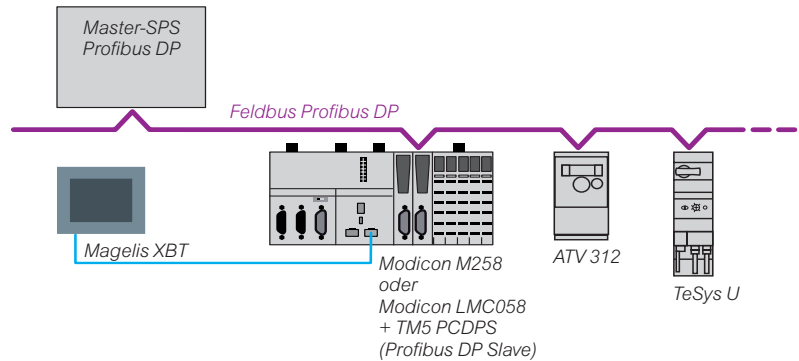 Master-SPS
Profibus DP
Feldbus Profibus DP
Magelis XBT
Modicon M258
oder
Modicon LMC058
+ TM5 PCDPS
(Profibus DP Slave)
ATV 312
TeSys U